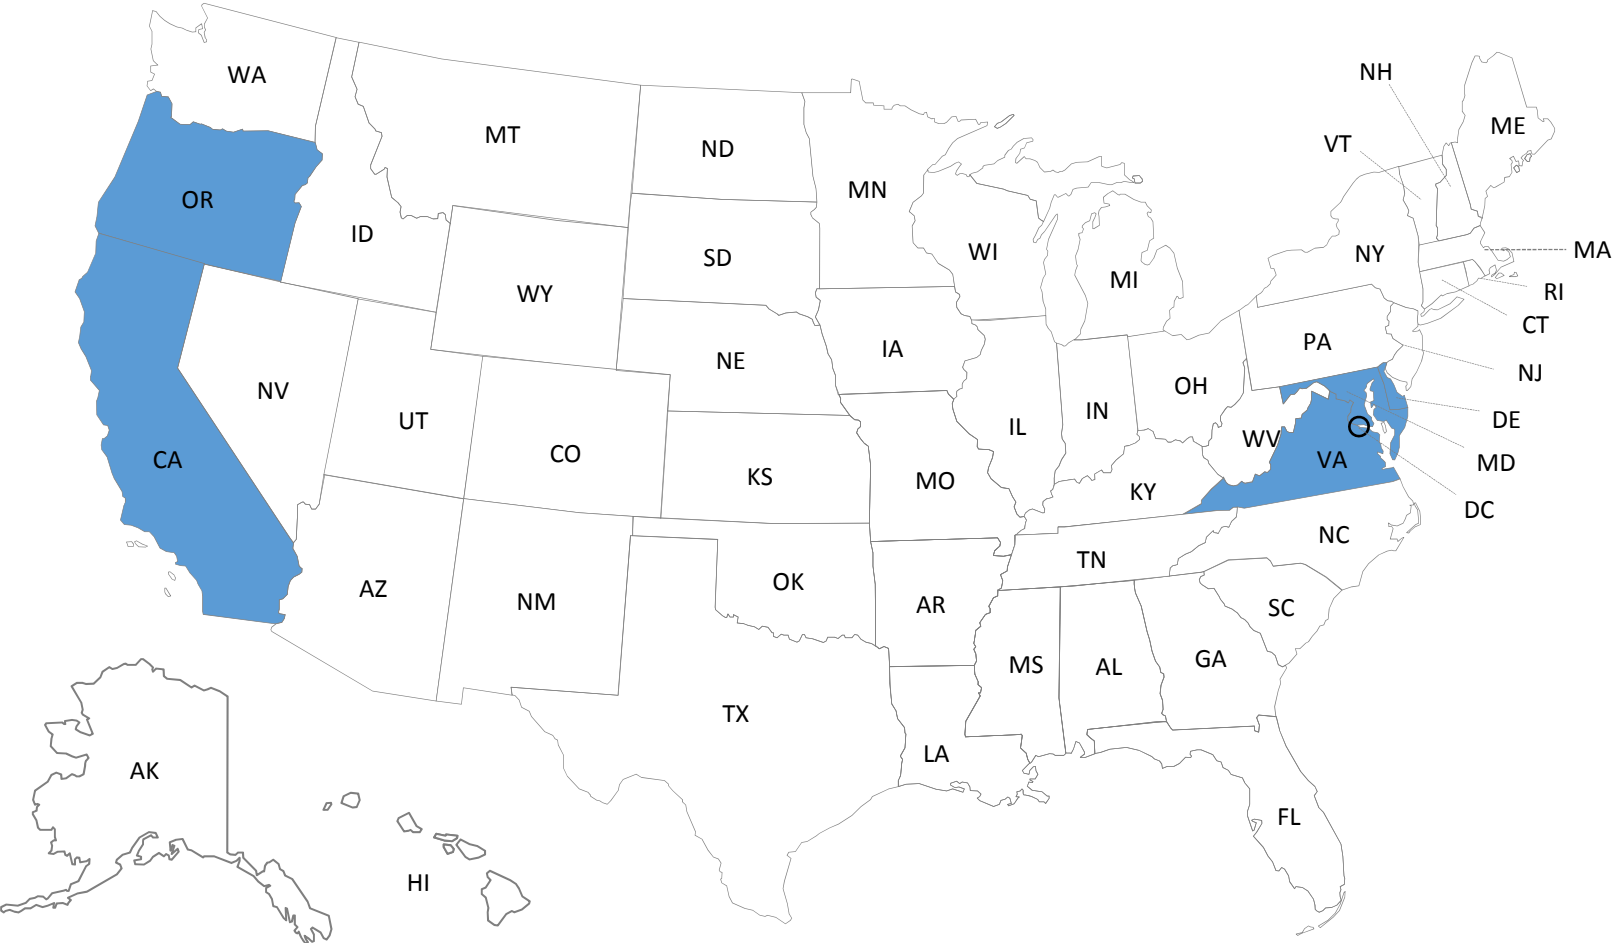 NH
WA
ME
MT
VT
ND
MN
OR
ID
MA
WI
NY
SD
MI
WY
RI
CT
PA
IA
NE
NJ
OH
NV
IN
UT
DE
IL
WV
CO
CA
VA
MD
KS
MO
KY
DC
NC
TN
OK
AZ
NM
AR
SC
GA
MS
AL
TX
LA
AK
FL
HI